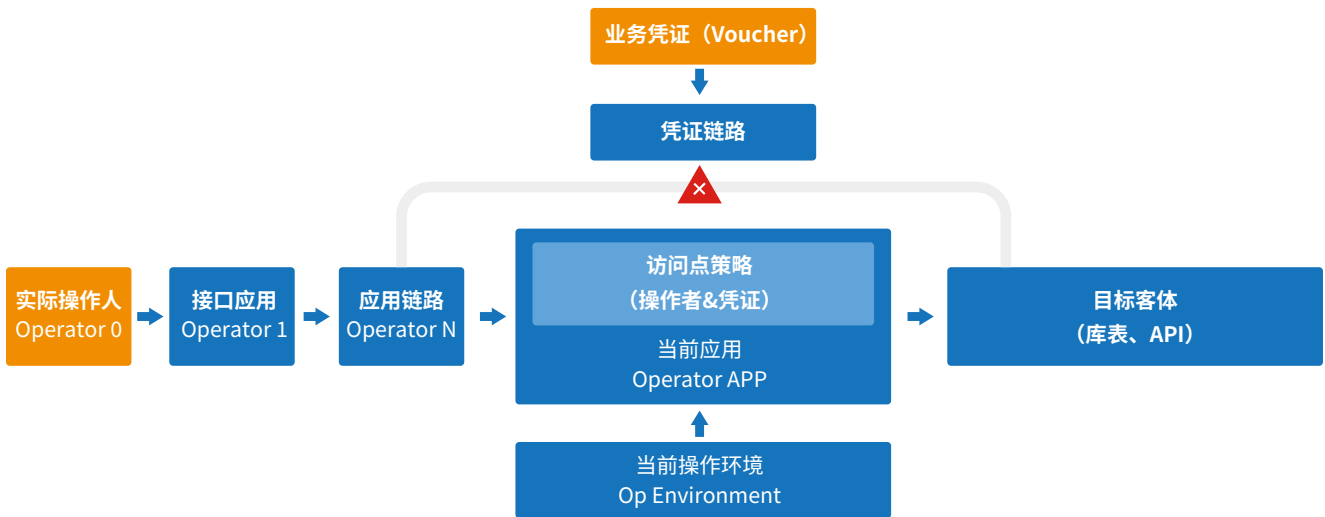 业务凭证（Voucher）
凭证链路
实际操作人
Operator 0
接口应用
Operator 1
应用链路
Operator N
访问点策略
（操作者&凭证）
当前应用
Operator APP
目标客体
（库表、API）
当前操作环境
Op Environment